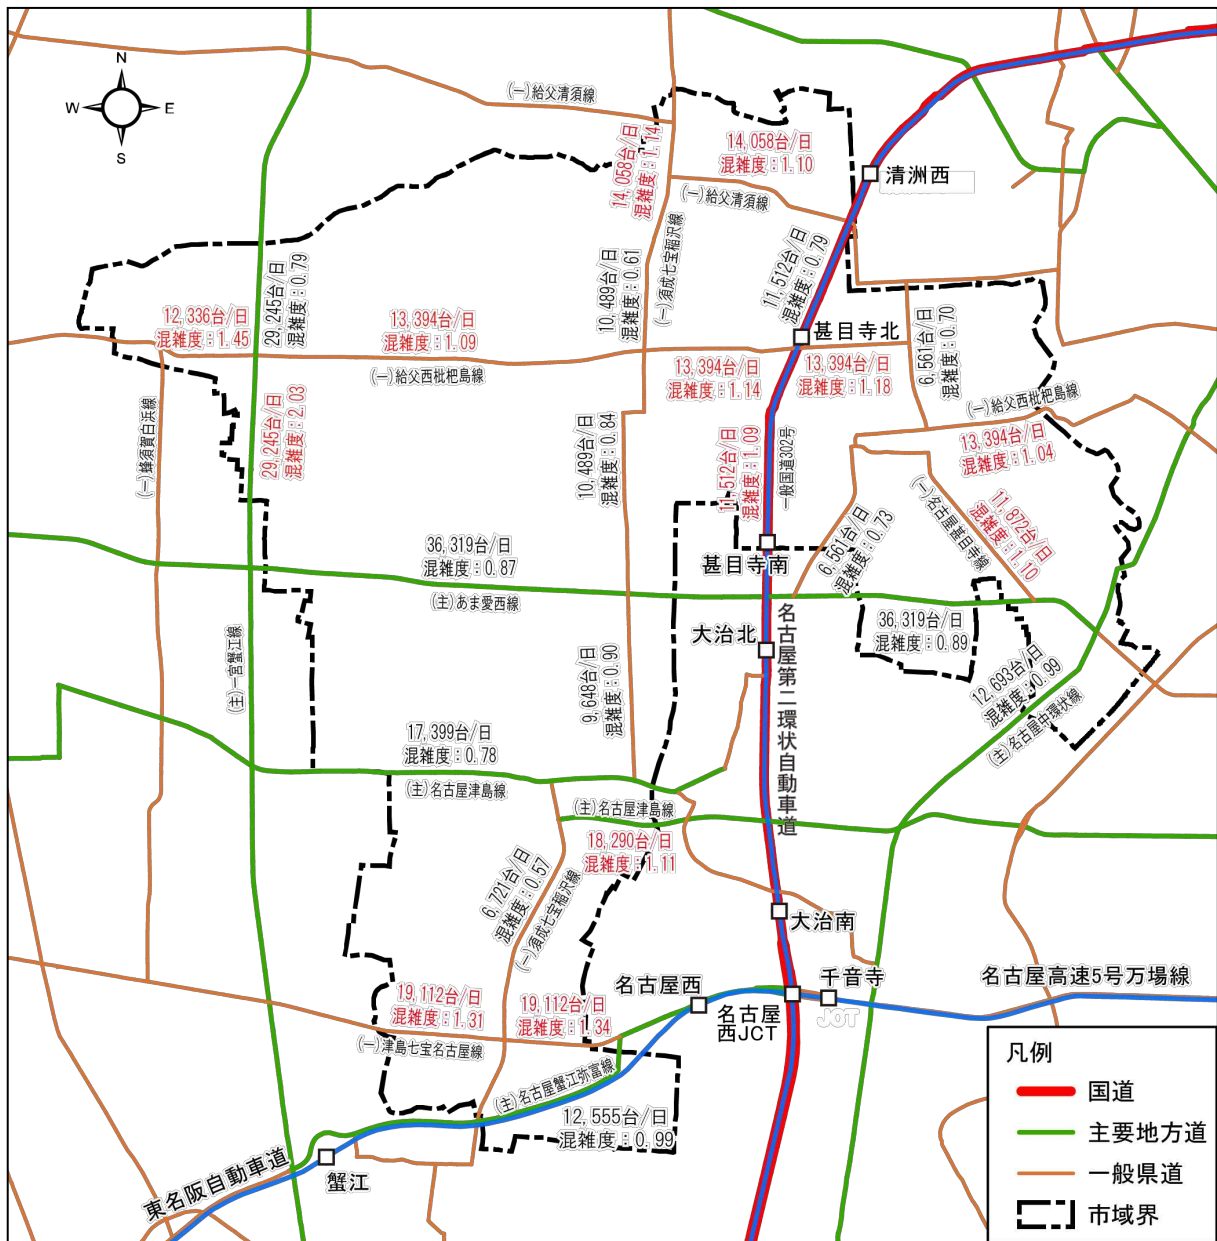 N
W
E
S
(一)給父清須線
14,058台/日
混雑度:1.14
14,058台/日
混雑度:1.10
(一)給父清須線
清洲西
11,512台/日
混雑度:0.79
29,245台/日
混雑度:0.79
10,489台/日
混雑度:0.61
(一)須成七宝稲沢線
12,336台/日
混雑度:1.45
13,394台/日
混雑度:1.09
(一)給父西枇杷島線
甚目寺北
13,394台/日
混雑度:1.14
13,394台/日
混雑度:1.18
6,561台/日
混雑度:0.70
(一)給父西枇杷島線
13,394台/日
混雑度:1.04
(一)蜂須賀白浜線
29,245台/日
混雑度:2.03
10,489台/日
混雑度:0.84
11,512台/日
混雑度:1.09
一般国道302号
(一)名古屋甚目寺線
11,872台/日
混雑度:1.10
6,561台/日
混雑度:0.73
36,319台/日
混雑度:0.87
(主)あま愛西線
甚目寺南
大治北
名古屋第二環状自動車道
36,319台/日
混雑度:0.89
12,693台/日
混雑度:0.99
(主)名古屋中環状線
(主)一宮蟹江線
9,648台/日
混雑度:0.90
17,399台/日
混雑度:0.78
(主)名古屋津島線
(主)名古屋津島線
18,290台/日
混雑度:1.11
6,721台/日
混雑度:0.57
(一)須成七宝稲沢線
大治南
名古屋西
千音寺
JCT
名古屋
西JCT
名古屋高速5号万場線
19,112台/日
混雑度:1.31
19,112台/日
混雑度:1.34
(一)津島七宝名古屋線
(主)名古屋蟹江弥富線
12,555台/日
混雑度:0.99
東名阪自動車道
蟹江
凡例
国道
主要地方道
一般県道
市域界